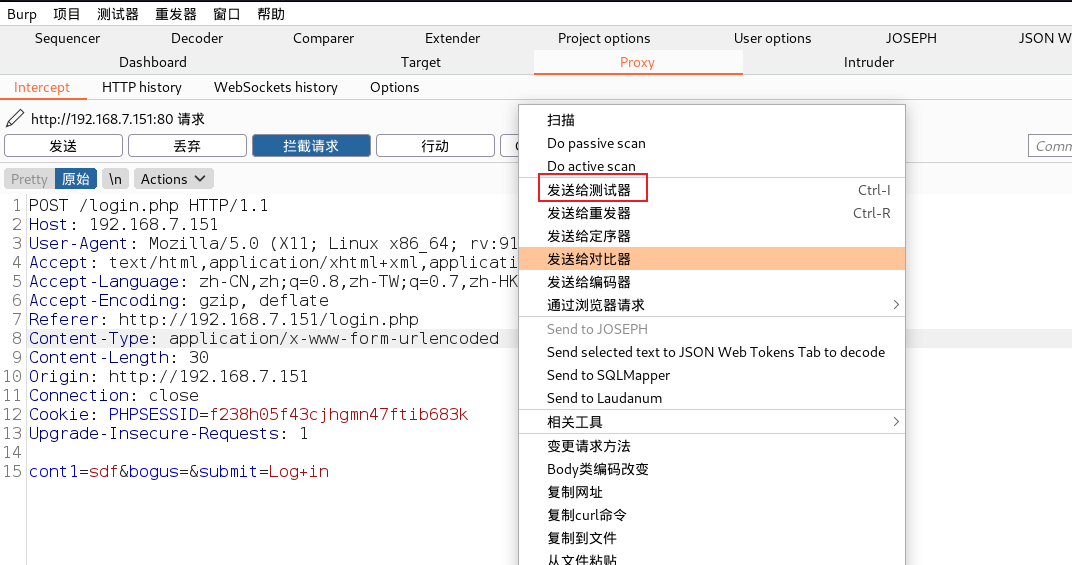 Burp 项目 测试器 重发器 窗口 帮助
Sequencer Decoder Comparer Extender Project options User options JOSEPH JSON W
Dashboard Target Proxy Intruder
Intercept HTTP history WebSockets history Options
http://192.168.7.151:80 请求
发送 丢弃 拦截请求 行动 Comm
Pretty 原始 \n Actions
1 POST /login.php HTTP/1.1
2 Host: 192.168.7.151
3 User-Agent: Mozilla/5.0 (X11; Linux x86_64; rv:91
4 Accept: text/html,application/xhtml+xml,applicati
5 Accept-Language: zh-CN,zh;q=0.8,zh-TW;q=0.7,zh-HK
6 Accept-Encoding: gzip, deflate
7 Referer: http://192.168.7.151/login.php
8 Content-Type: application/x-www-form-urlencoded
9 Content-Length: 30
10 Origin: http://192.168.7.151
11 Connection: close
12 Cookie: PHPSESSID=f238h05f43cjhgmn47ftib683k
13 Upgrade-Insecure-Requests: 1
14
15 cont1=sdf&bogus=&submit=Log+in
扫描
Do passive scan
Do active scan
发送给测试器 Ctrl-I
发送给重发器 Ctrl-R
发送给定序器
发送给对比器
发送给编码器
通过浏览器请求
Send to JOSEPH
Send selected text to JSON Web Tokens Tab to decode
Send to SQLMapper
Send to Laudanum
相关工具
变更请求方法
Body类编码改变
复制网址
复制curl命令
复制到文件
从文件粘贴